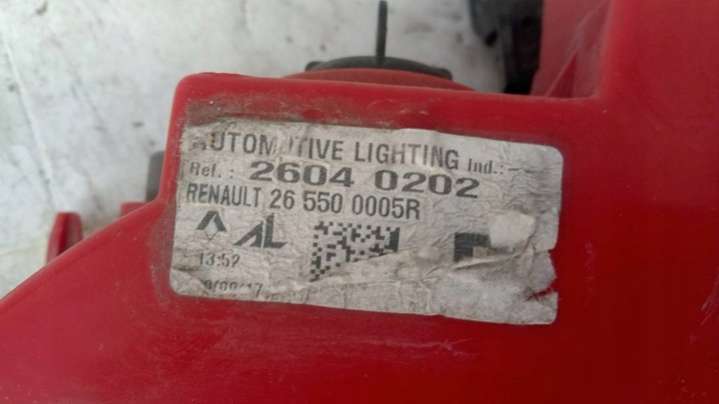 AUTOMOTIVE LIGHTING Ind.: --
Ref.: 2604 0202
RENAULT 26 550 0005R
AL
13:52